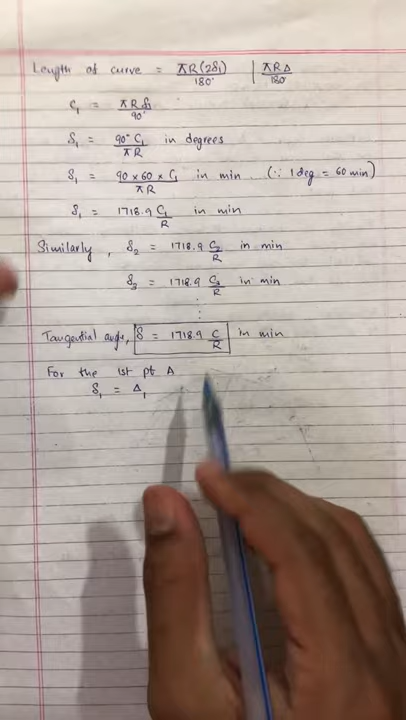 Length of curve = πR(2δ₁)/180° | πRΔ/180
C₁ = πRδ₁/90°
δ₁ = 90° C₁/πR in degrees
δ₁ = 90 x 60 x C₁/πR in min (∵ 1 deg = 60 min)
δ₁ = 1718.9 C₁/R in min
Similarly, δ₂ = 1718.9 C₂/R in min
δ₃ = 1718.9 C₃/R in min
⋮
Tangential angle, δ = 1718.9 C/R in min
For the 1st pt A
δ₁ = Δ₁